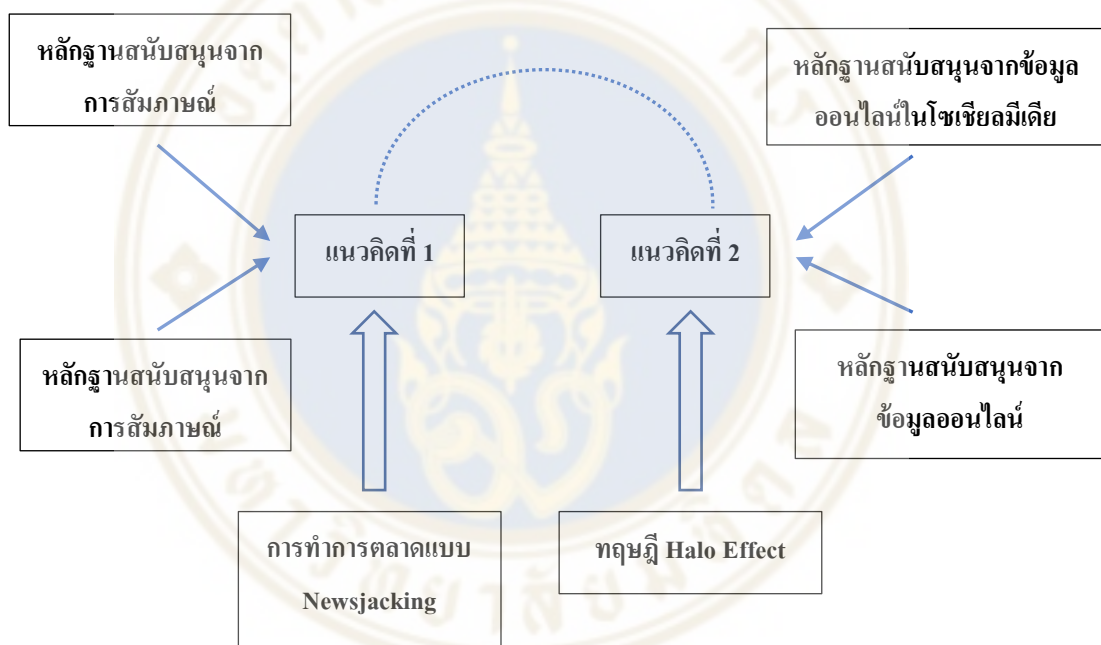 หลักฐานสนับสนุนจาก
การสัมภาษณ์
หลักฐานสนับสนุนจากข้อมูล
ออนไลน์ในโซเชียลมีเดีย
แนวคิดที่ 1
แนวคิดที่ 2
หลักฐานสนับสนุนจาก
การสัมภาษณ์
หลักฐานสนับสนุนจาก
ข้อมูลออนไลน์
การทำการตลาดแบบ
Newsjacking
ทฤษฎี Halo Effect